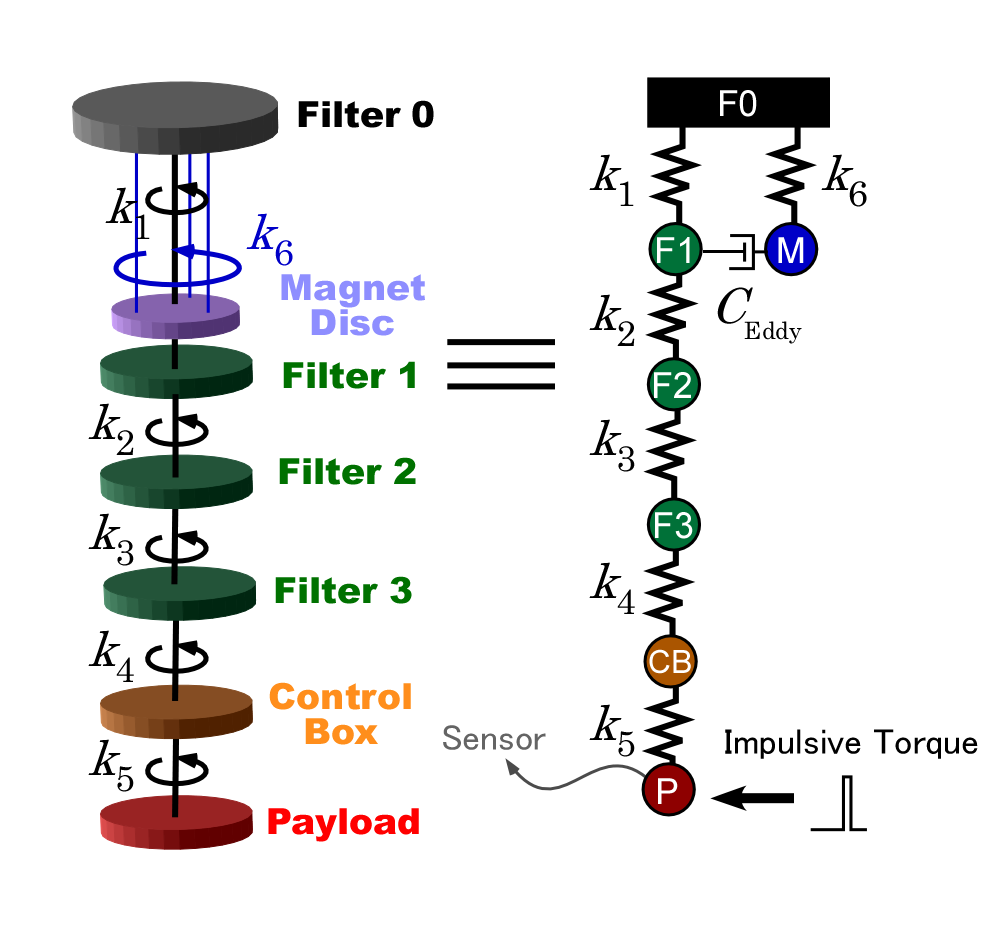 Filter 0
k1
k6
Magnet
Disc
Filter 1
k2
Filter 2
k3
Filter 3
k4
Control
Box
k5
Payload
F0
k1
k6
F1
M
CEddy
k2
F2
k3
F3
k4
CB
k5
Sensor
Impulsive Torque
P